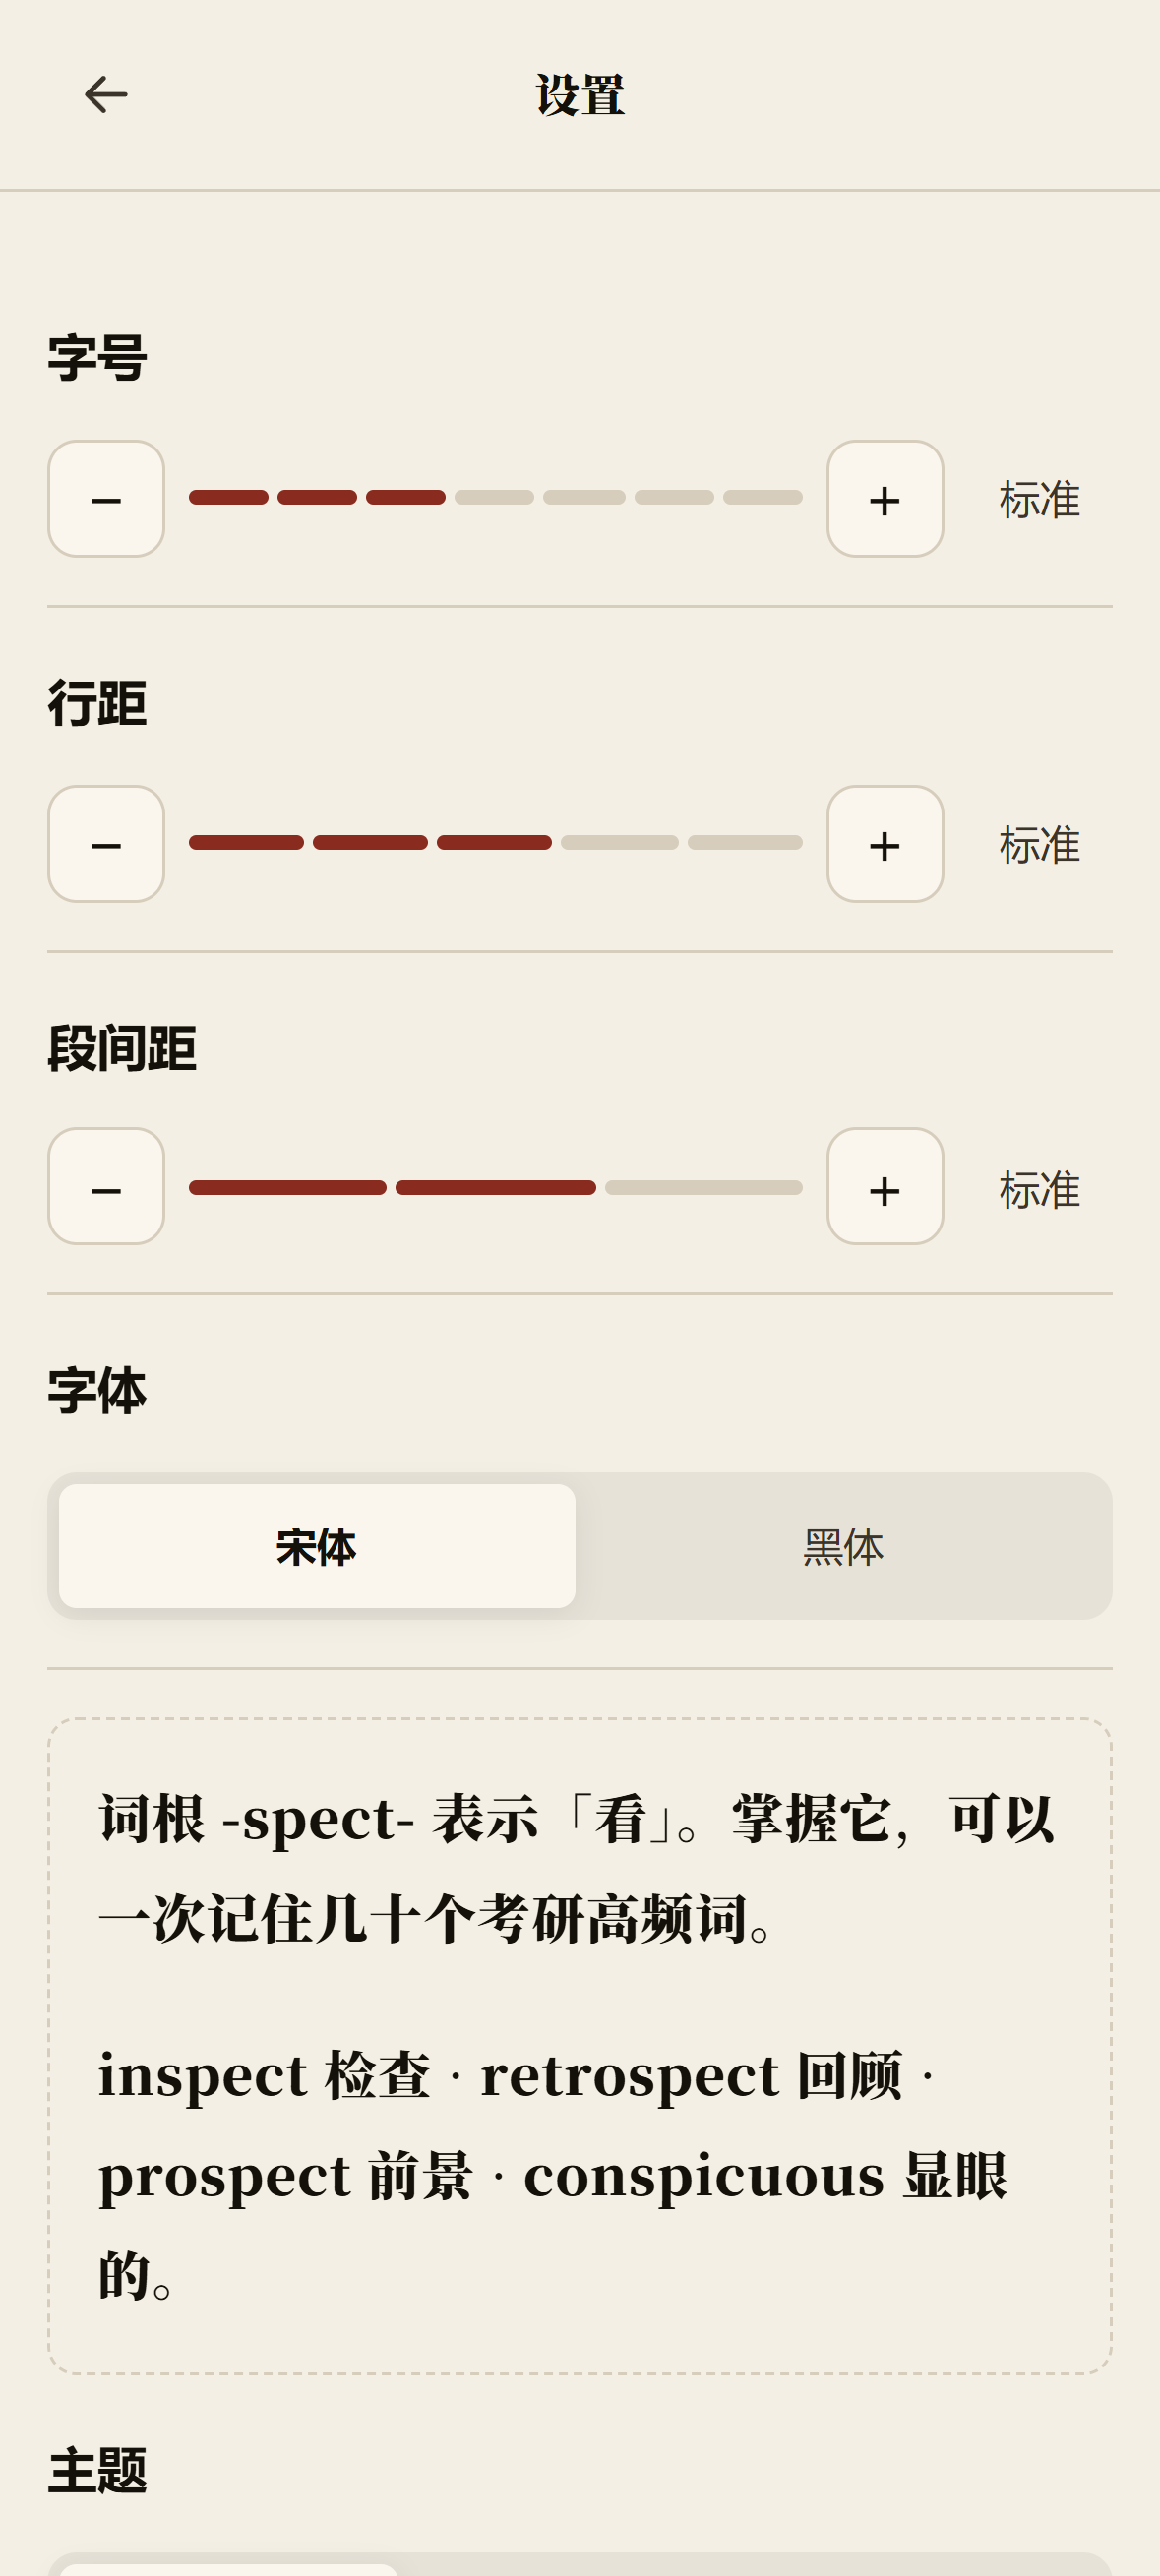 设置
字号
− + 标准
行距
− + 标准
段间距
− + 标准
字体
宋体 黑体
词根 -spect- 表示「看」。掌握它，可以
一次记住几十个考研高频词。
inspect 检查 · retrospect 回顾 ·
prospect 前景 · conspicuous 显眼
的。
主题